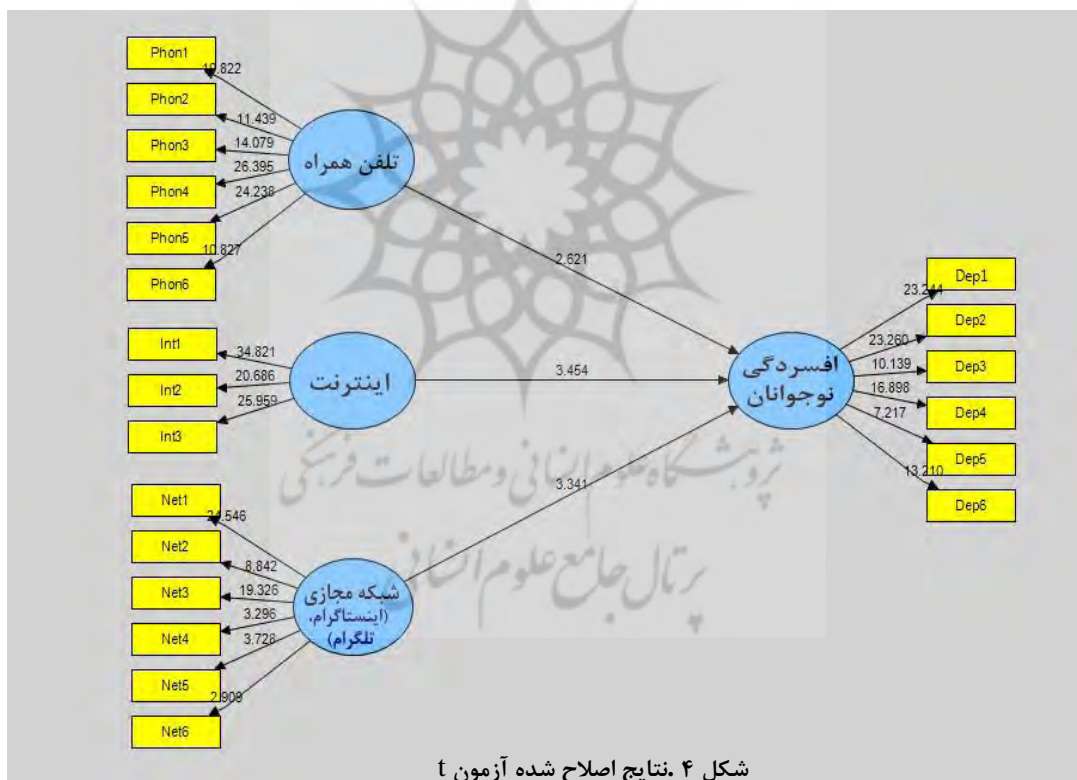 Phon1
19.822
Phon2
11.439
Phon3
14.079
Phon4
26.395
Phon5
24.238
Phon6
10.827
تلفن همراه
2.621
Int1
34.821
Int2
20.686
Int3
25.959
اینترنت
3.454
Net1
Net2
8.842
Net3
19.326
Net4
3.296
Net5
3.728
Net6
2.909
شبکه مجازی
(اینستاگرام،
تلگرام)
3.341
افسردگی
نوجوانان
Dep1
23.244
Dep2
23.260
Dep3
10.139
Dep4
16.898
Dep5
7.217
Dep6
13.210
پژوهشگاه علوم انسانی و مطالعات فرهنگی
پرتال جامع علوم انسانی
شکل ۴ .نتایج اصلاح شده آزمون t